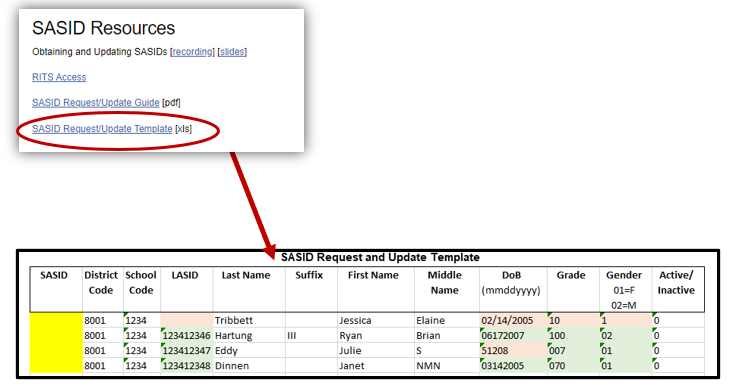 SASID Resources
Obtaining and Updating SASIDs [recording] [slides]
RITS Access
SASID Request/Update Guide [pdf]
SASID Request/Update Template [xls]
SASID Request and Update Template
SASID District Code School Code LASID Last Name Suffix First Name Middle Name DoB (mmddyyyy) Grade Gender 01=F 02=M Active/Inactive
8001 1234 Tribbett Jessica Elaine 02/14/2005 10 1 0
8001 1234 123412346 Hartung III Ryan Brian 06172007 100 02 0
8001 1234 123412347 Eddy Julie S 51208 007 01 0
8001 1234 123412348 Dinnen Janet NMN 03142005 070 01 0